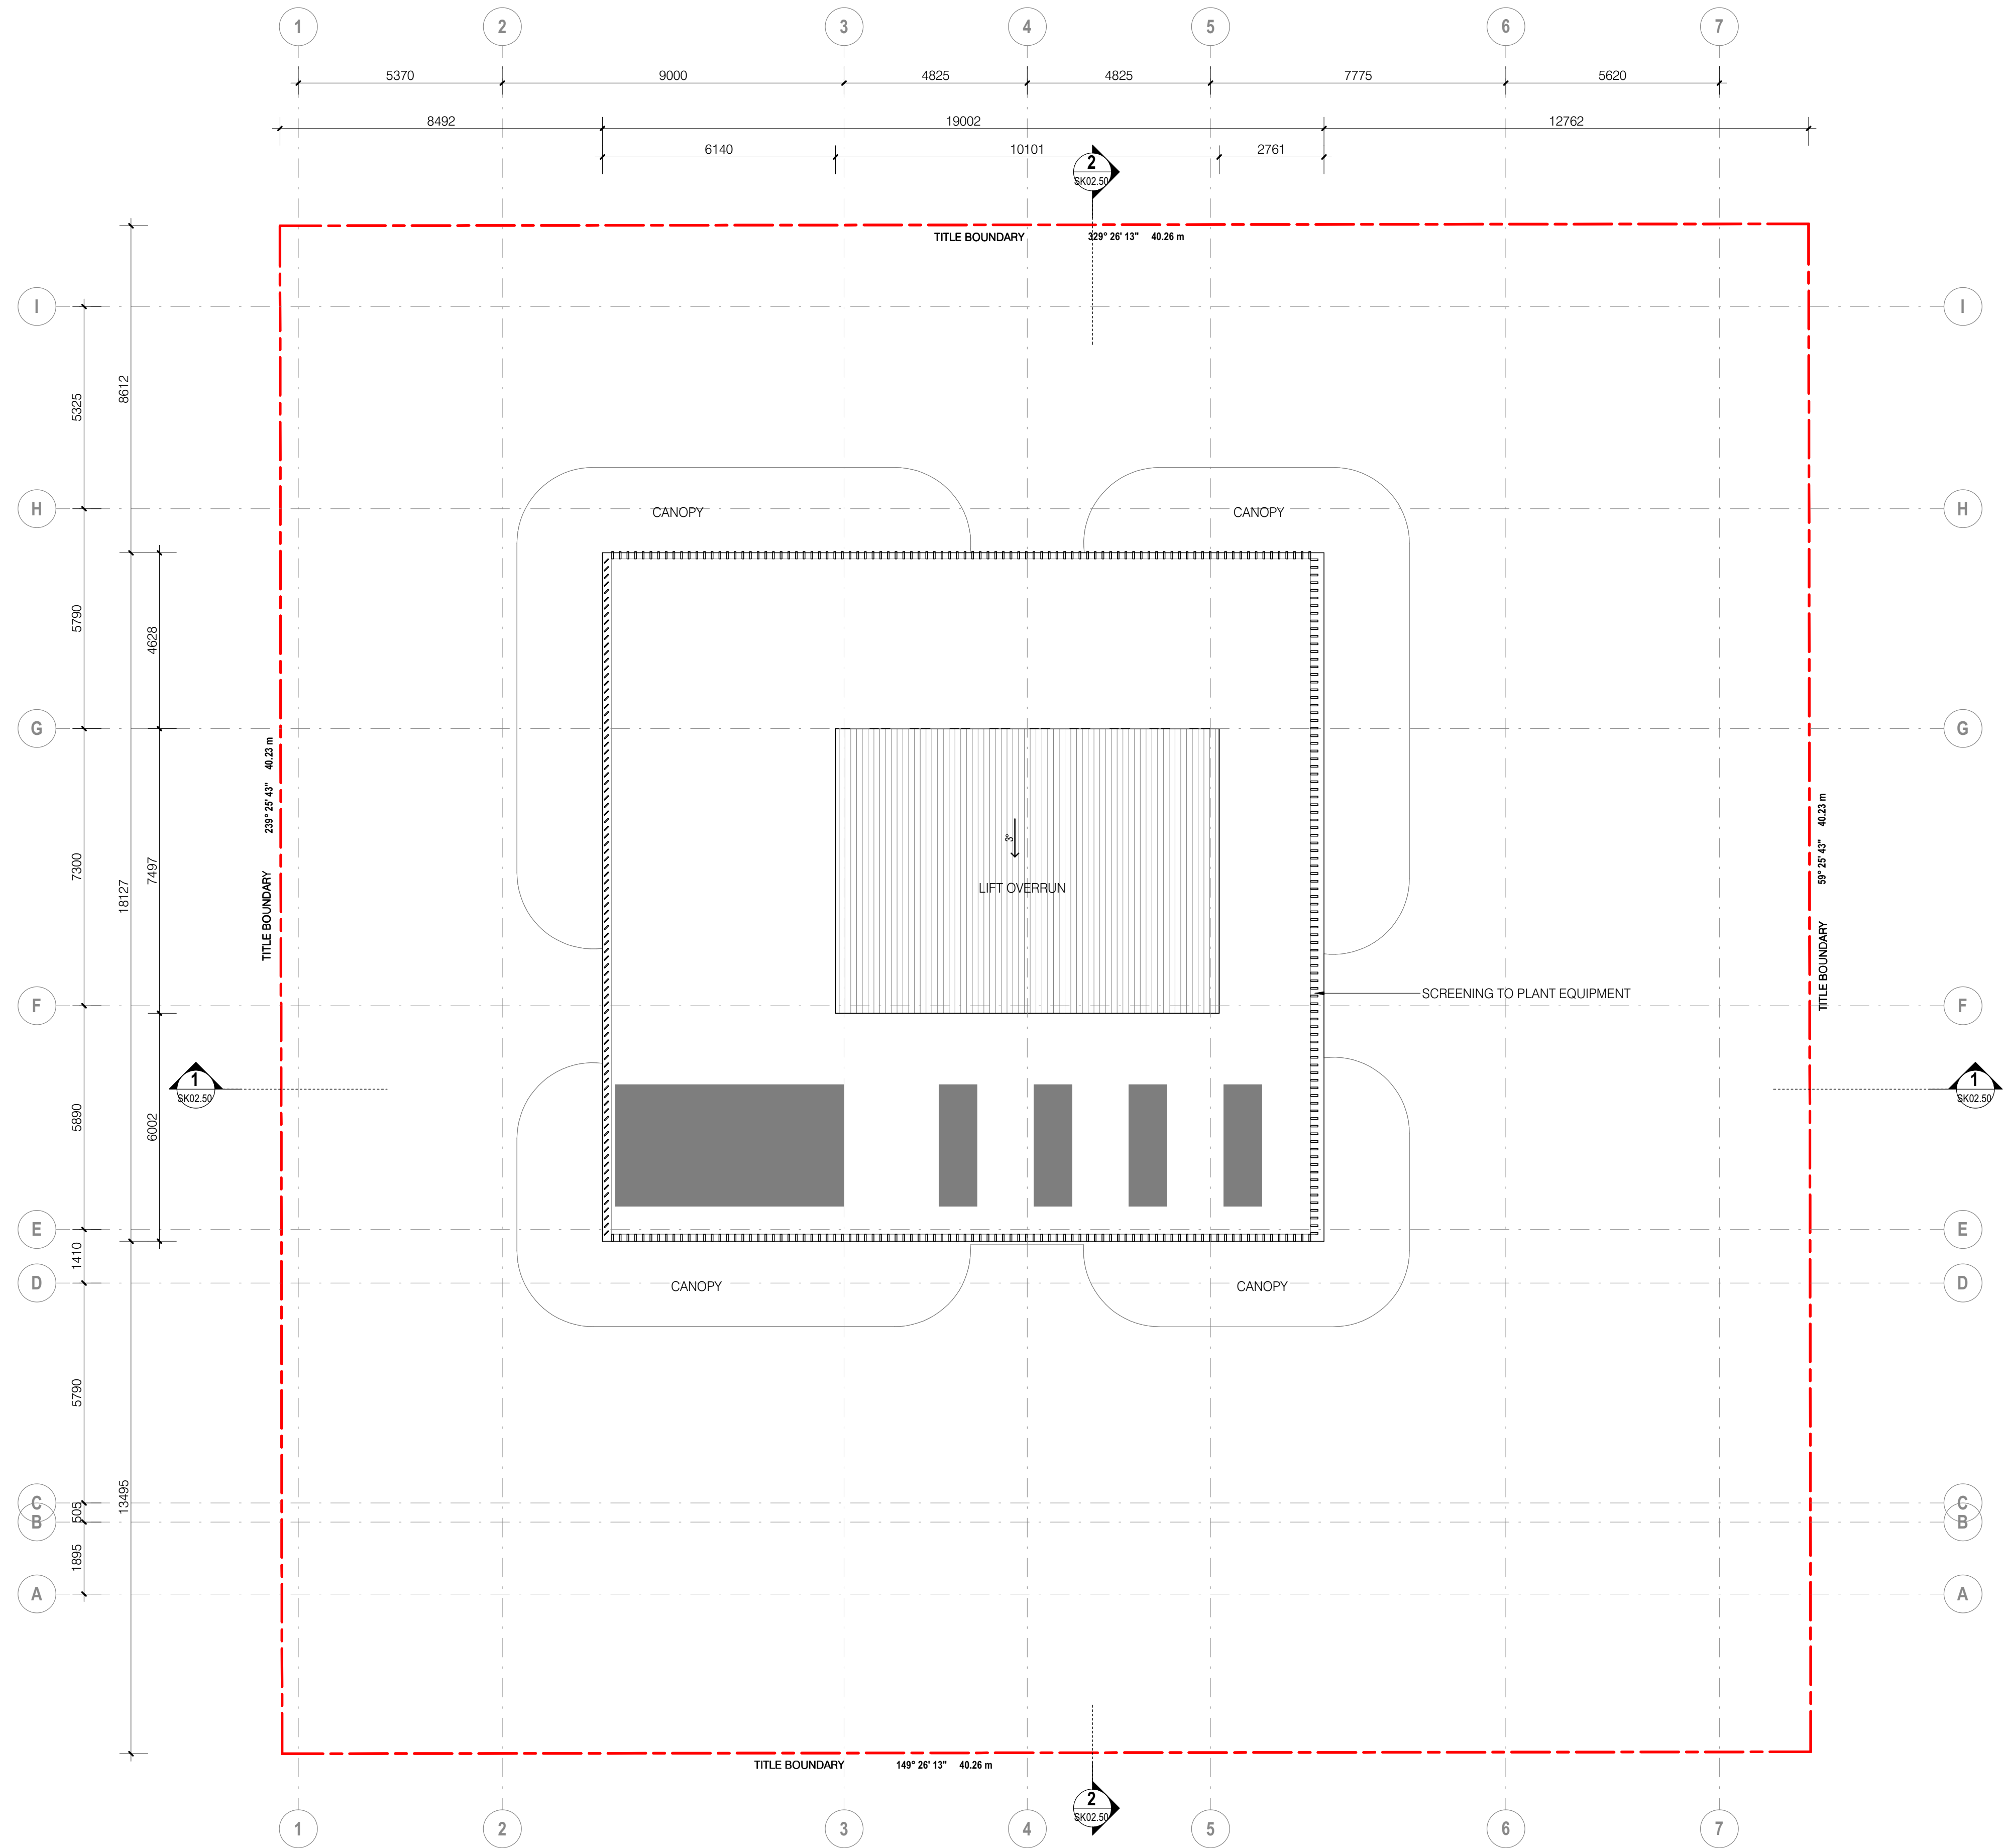 1 2 3 4 5 6 7
5370 9000 4825 4825 7775 5620
8492 19002 12762
6140 10101 2761
2
SK02.50
TITLE BOUNDARY 329° 26' 13" 40.26 m
I I
5325
8612
H H
CANOPY CANOPY
5790
4628
G G
239° 25' 43" 40.23 m
TITLE BOUNDARY
59° 25' 43" 40.23 m
TITLE BOUNDARY
7300
18127
7497
3°
LIFT OVERRUN
SCREENING TO PLANT EQUIPMENT
F F
1
SK02.50
1
SK02.50
5890
6002
E E
1410
D D
CANOPY CANOPY
5790
13495
C C
505
B B
1895
A A
TITLE BOUNDARY 149° 26' 13" 40.26 m
2
SK02.50
1 2 3 4 5 6 7